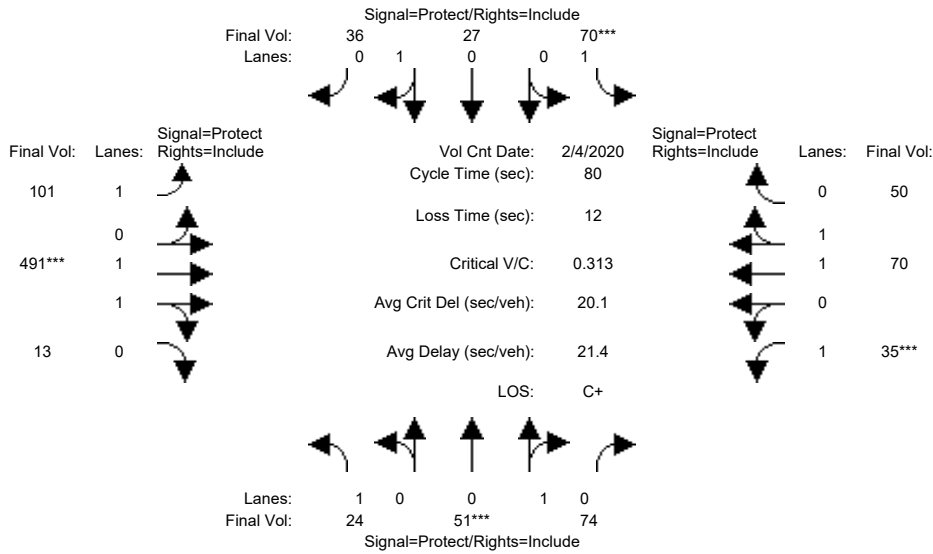 Signal=Protect/Rights=Include
Final Vol: 36 27 70***
Lanes: 0 1 0 0 1
Signal=Protect
Final Vol: Lanes: Rights=Include
Vol Cnt Date: 2/4/2020
Signal=Protect
Rights=Include Lanes: Final Vol:
Cycle Time (sec): 80
101 1
0 50
Loss Time (sec): 12
0
1
491*** 1
Critical V/C: 0.313
1 70
1
Avg Crit Del (sec/veh): 20.1
0
13 0
Avg Delay (sec/veh): 21.4
1 35***
LOS: C+
Lanes: 1 0 0 1 0
Final Vol: 24 51*** 74
Signal=Protect/Rights=Include